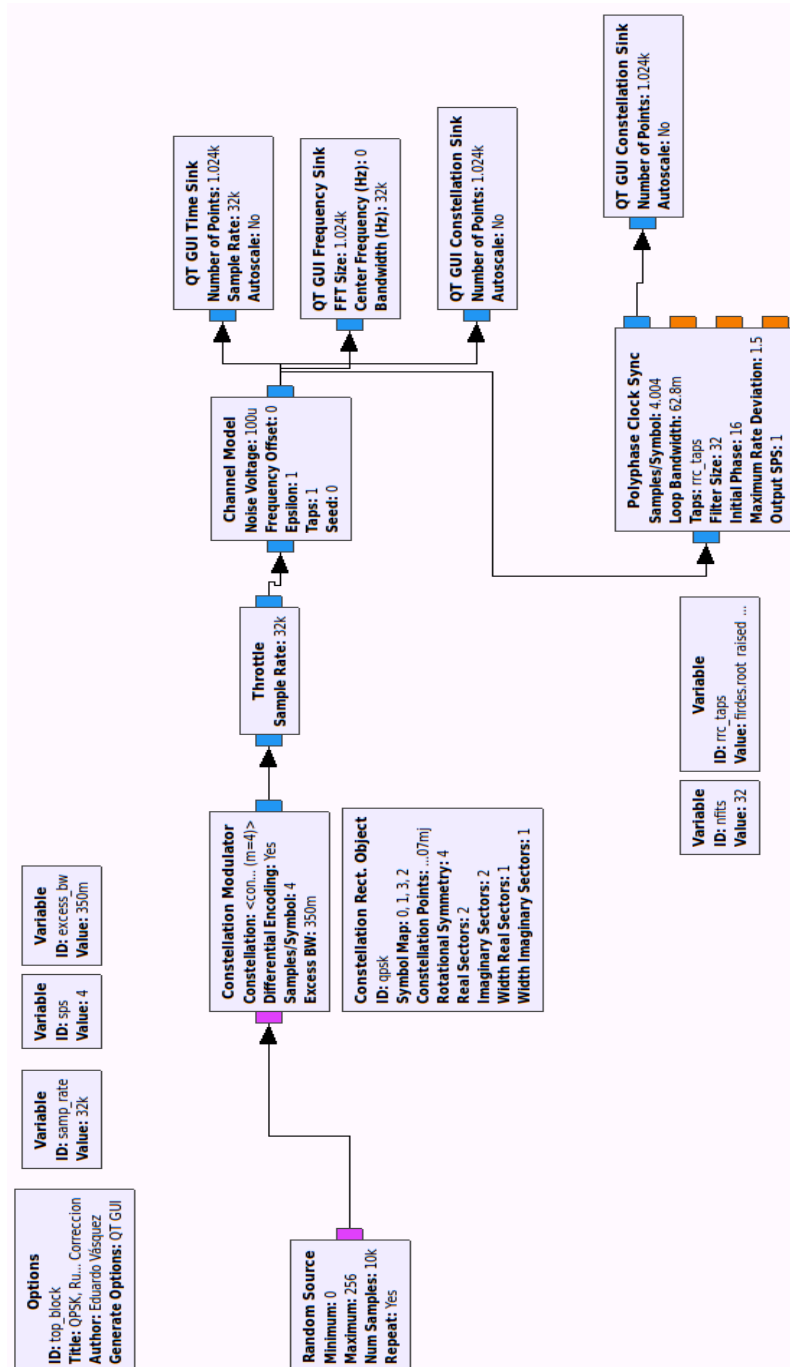 Options
ID: top_block
Title: QPSK, Ru... Correccion
Author: Eduardo Vásquez
Generate Options: QT GUI
Variable
ID: samp_rate
Value: 32k
Variable
ID: sps
Value: 4
Variable
ID: excess_bw
Value: 350m
Random Source
Minimum: 0
Maximum: 256
Num Samples: 10k
Repeat: Yes
Constellation Modulator
Constellation: <con... (m=4)>
Differential Encoding: Yes
Samples/Symbol: 4
Excess BW: 350m
Constellation Rect. Object
ID: qpsk
Symbol Map: 0, 1, 3, 2
Constellation Points: ...07mj
Rotational Symmetry: 4
Real Sectors: 2
Imaginary Sectors: 2
Width Real Sectors: 1
Width Imaginary Sectors: 1
Throttle
Sample Rate: 32k
Channel Model
Noise Voltage: 100u
Frequency Offset: 0
Epsilon: 1
Taps: 1
Seed: 0
QT GUI Time Sink
Number of Points: 1.024k
Sample Rate: 32k
Autoscale: No
QT GUI Frequency Sink
FFT Size: 1.024k
Center Frequency (Hz): 0
Bandwidth (Hz): 32k
QT GUI Constellation Sink
Number of Points: 1.024k
Autoscale: No
Variable
ID: nfits
Value: 32
Variable
ID: rrc_taps
Value: firdes.root_raised ...
Polyphase Clock Sync
Samples/Symbol: 4.004
Loop Bandwidth: 62.8m
Taps: rrc_taps
Filter Size: 32
Initial Phase: 16
Maximum Rate Deviation: 1.5
Output SPS: 1
QT GUI Constellation Sink
Number of Points: 1.024k
Autoscale: No